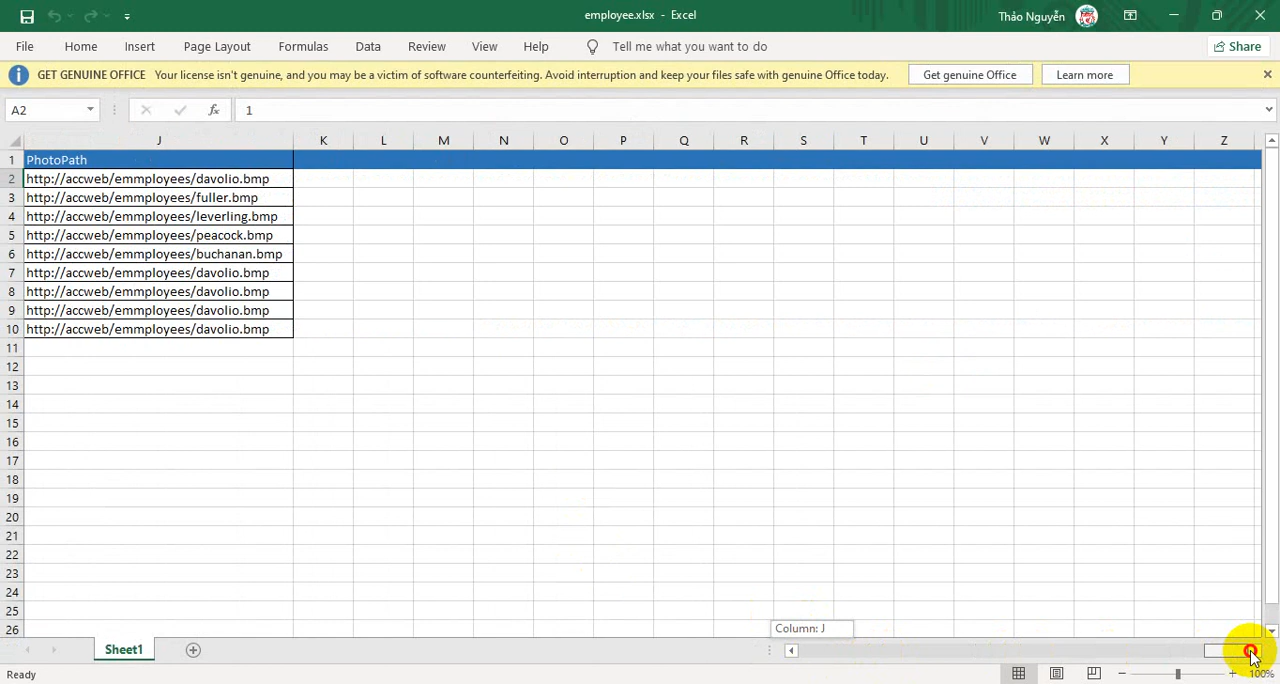 employee.xlsx - Excel
Thảo Nguyễn
File Home Insert Page Layout Formulas Data Review View Help Tell me what you want to do Share
GET GENUINE OFFICE Your license isn't genuine, and you may be a victim of software counterfeiting. Avoid interruption and keep your files safe with genuine Office today. Get genuine Office Learn more
A2 fx 1
J K L M N O P Q R S T U V W X Y Z
1 PhotoPath
2 http://accweb/emmployees/davolio.bmp
3 http://accweb/emmployees/fuller.bmp
4 http://accweb/emmployees/leverling.bmp
5 http://accweb/emmployees/peacock.bmp
6 http://accweb/emmployees/buchanan.bmp
7 http://accweb/emmployees/davolio.bmp
8 http://accweb/emmployees/davolio.bmp
9 http://accweb/emmployees/davolio.bmp
10 http://accweb/emmployees/davolio.bmp
11
12
13
14
15
16
17
18
19
20
21
22
23
24
25
26
Column: J
Sheet1
Ready
100%